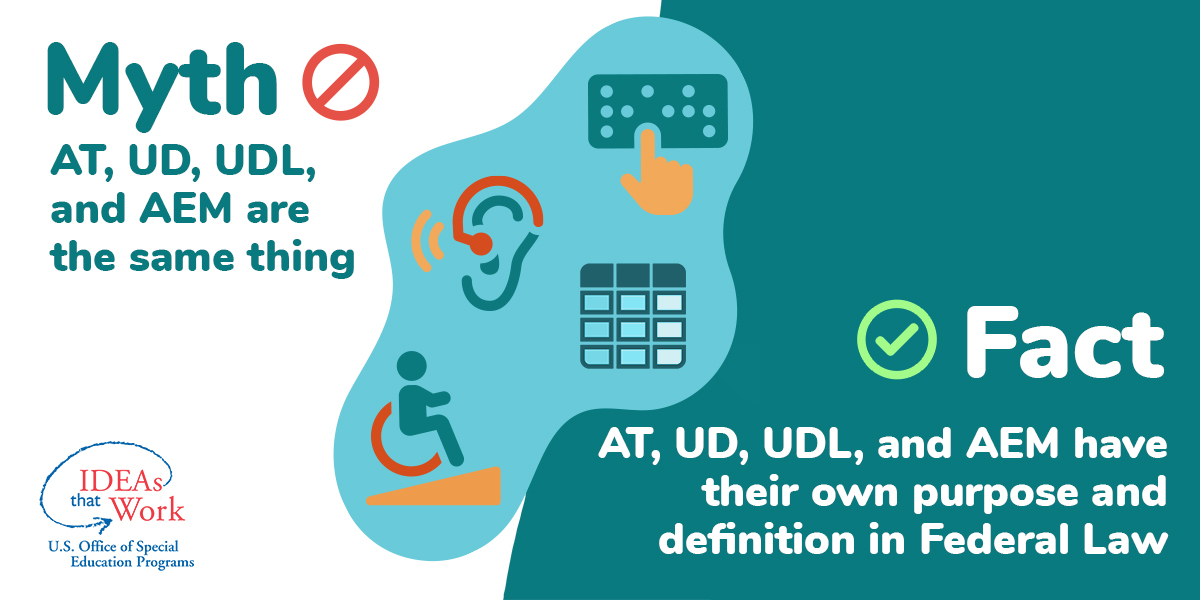 Myth
AT, UD, UDL,
and AEM are
the same thing
Fact
AT, UD, UDL, and AEM have
their own purpose and
definition in Federal Law
IDEAs
that Work
U.S. Office of Special
Education Programs